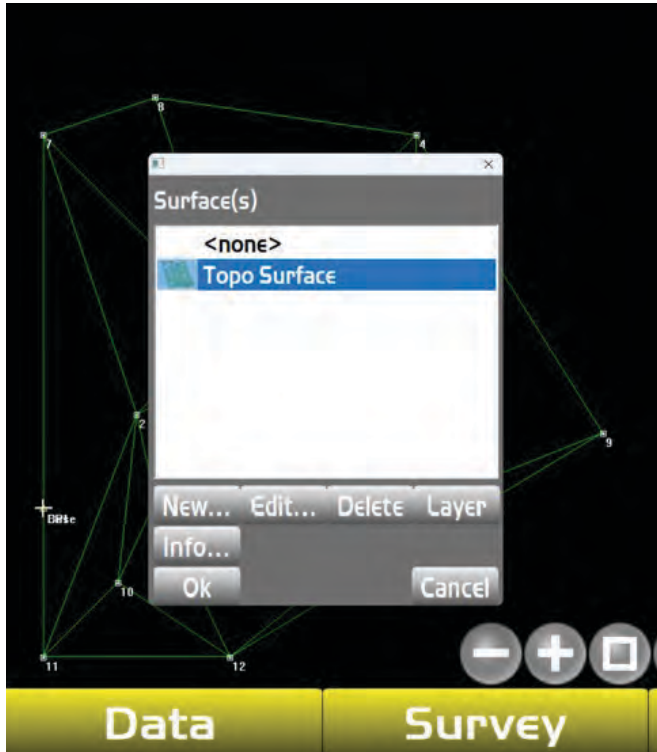 8
7
4
Surface(s)
<none>
Topo Surface
2
9
New... Edit... Delete Layer
Info...
10
Ok Cancel
11
12
Data Survey